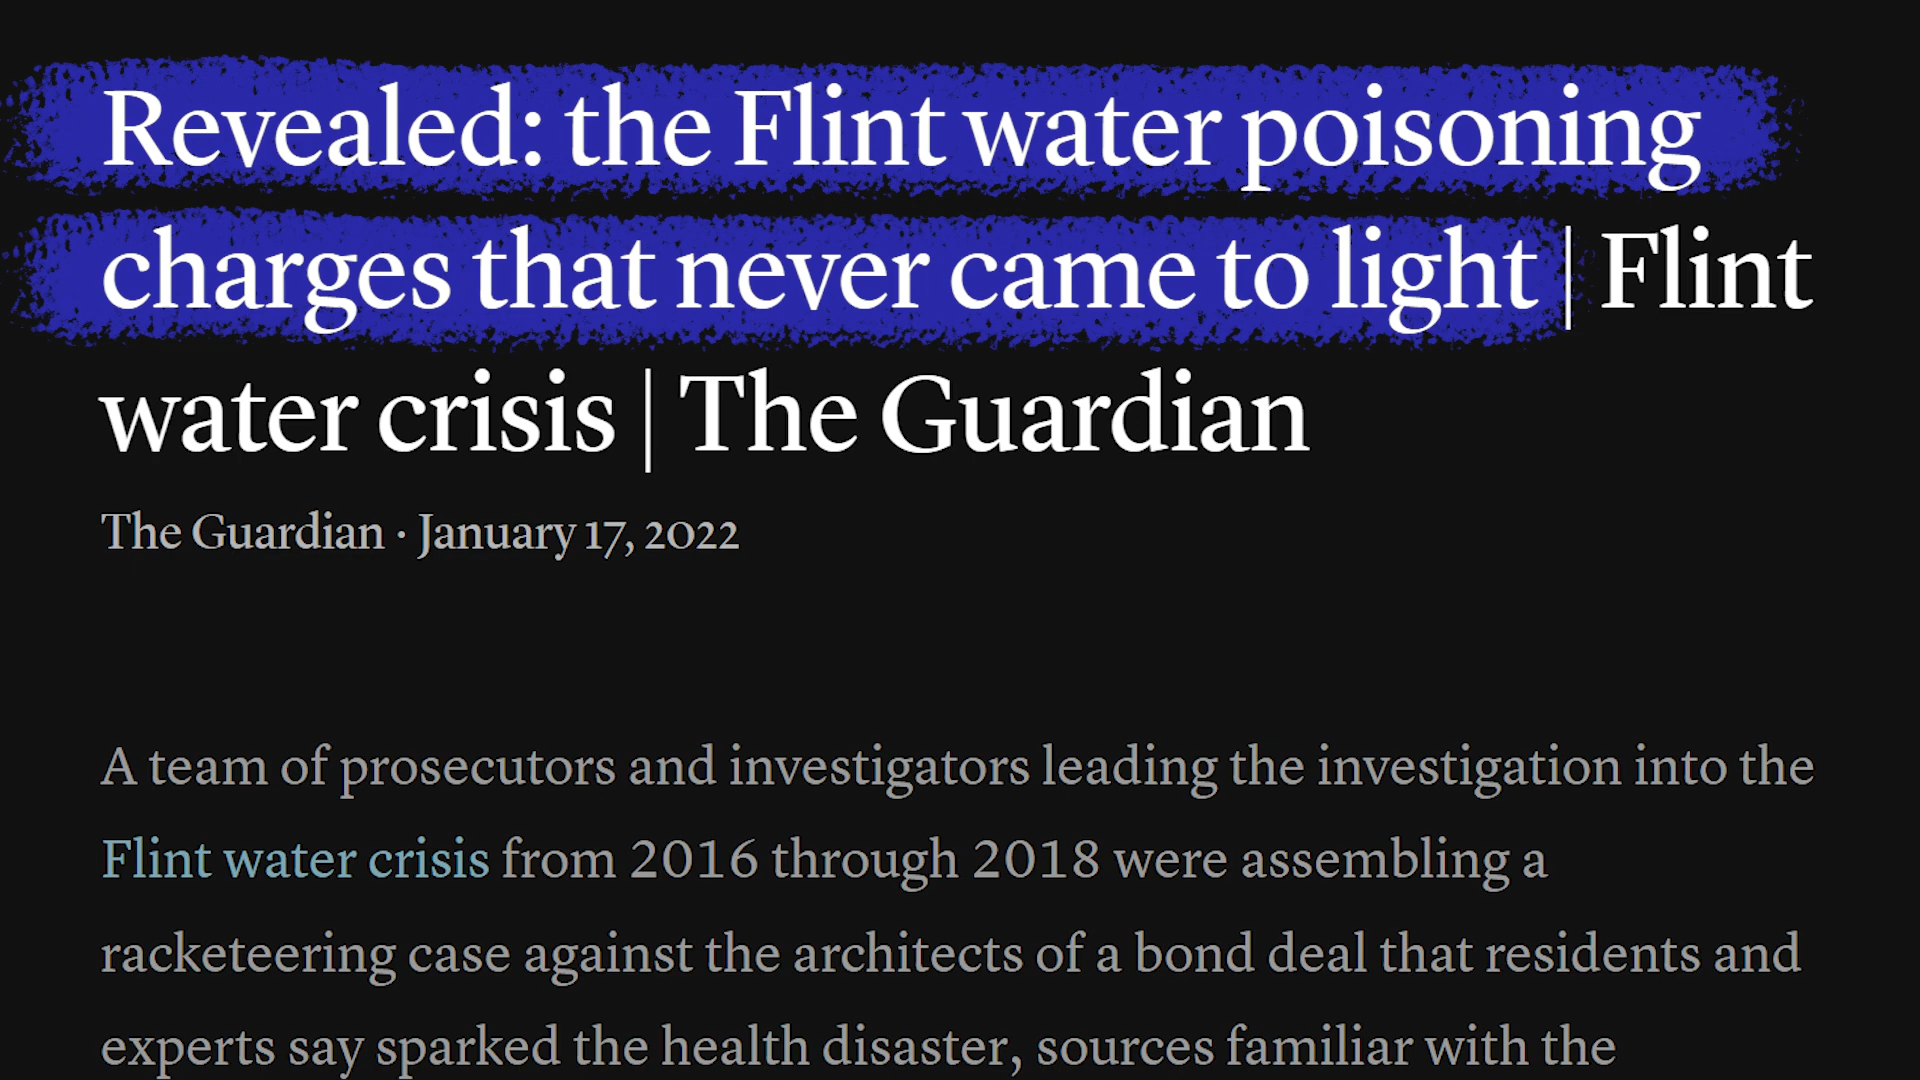 Revealed: the Flint water poisoning
charges that never came to light | Flint
water crisis | The Guardian
The Guardian · January 17, 2022
A team of prosecutors and investigators leading the investigation into the
Flint water crisis from 2016 through 2018 were assembling a
racketeering case against the architects of a bond deal that residents and
experts say sparked the health disaster, sources familiar with the